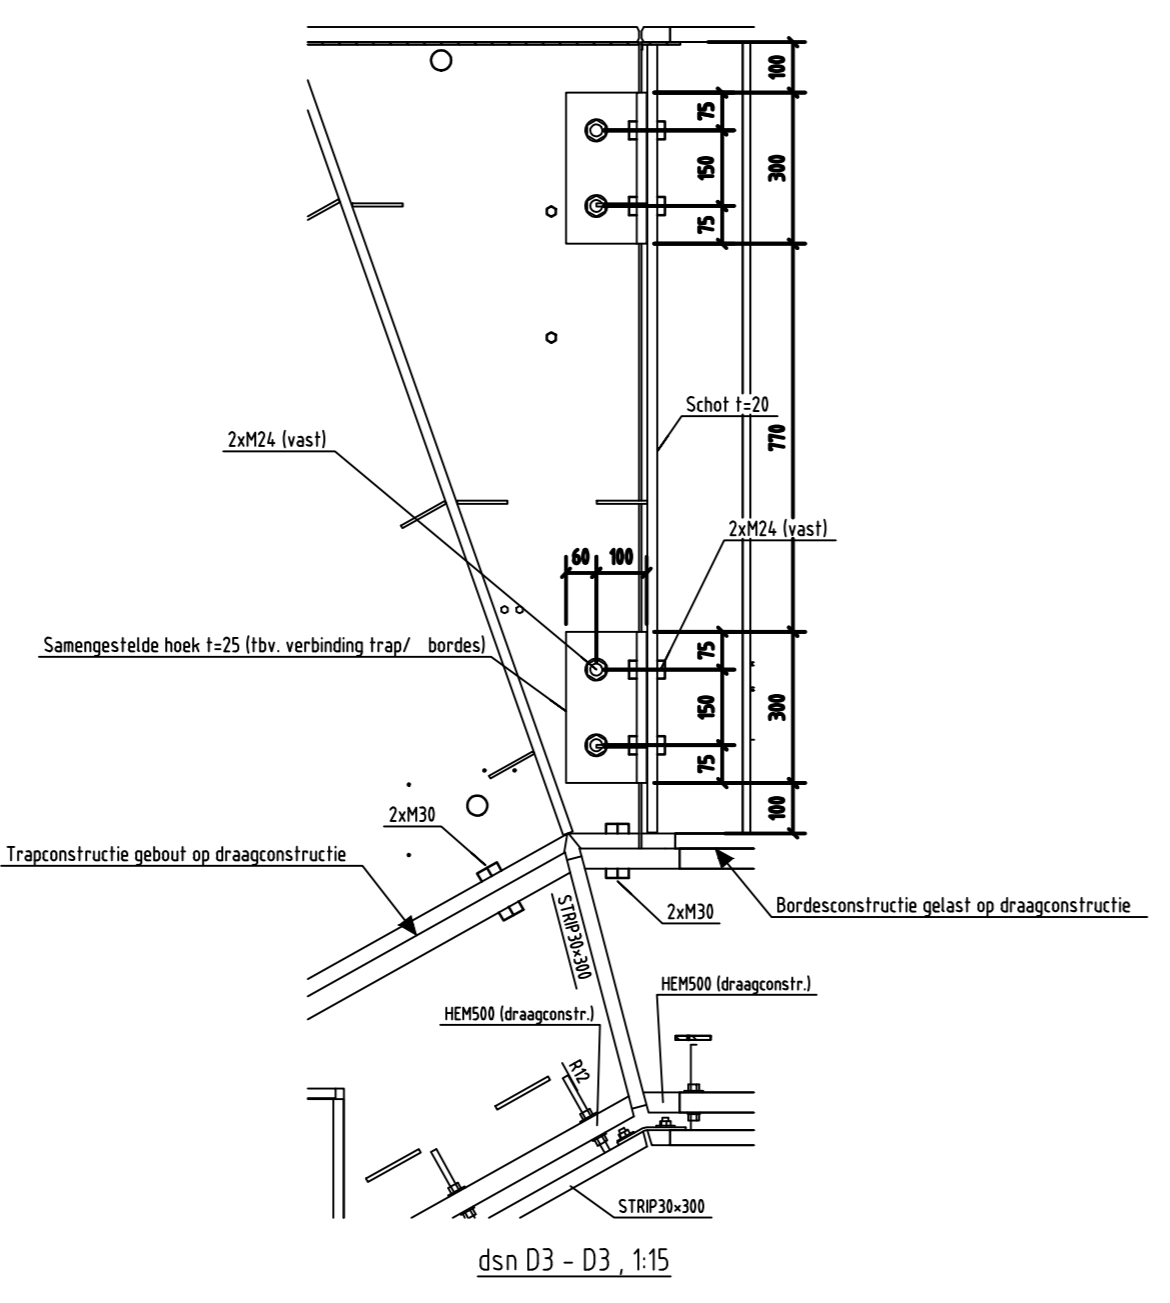 100
75
150
300
75
Schot t=20
2xM24 (vast)
770
2xM24 (vast)
60 100
Samengestelde hoek t=25 (tbv. verbinding trap/ bordes)
75
150
300
75
100
2xM30
Trapconstructie gebout op draagconstructie
STRIP30x300
2xM30
Bordesconstructie gelast op draagconstructie
HEM500 (draagconstr.)
HEM500 (draagconstr.)
R12
STRIP30x300
dsn D3 - D3 , 1:15